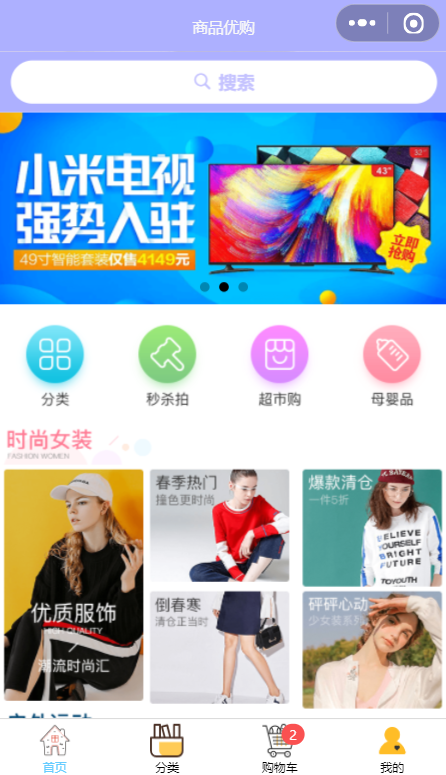 商品优购
搜索
小米电视
强势入驻
49寸智能套装仅售4149元
43"
立即
抢购
分类
秒杀拍
超市购
母婴品
时尚女装
FASHION WOMEN
优质服饰
HIGH QUALITY
潮流时尚汇
春季热门
撞色更时尚
爆款清仓
一件5折
BELIEVE
YOURSELF
BRIGHT
FUTURE
TOYOUTH
倒春寒
清仓正当时
砰砰心动
少女装系列
户外运动
首页
分类
购物车
2
我的